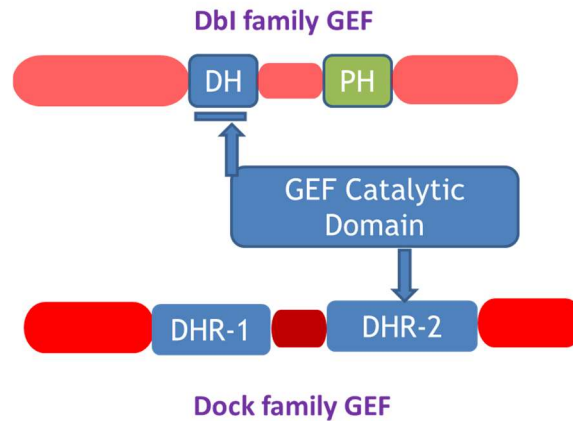 Dbl family GEF
DH
PH
GEF Catalytic
Domain
DHR-1
DHR-2
Dock family GEF